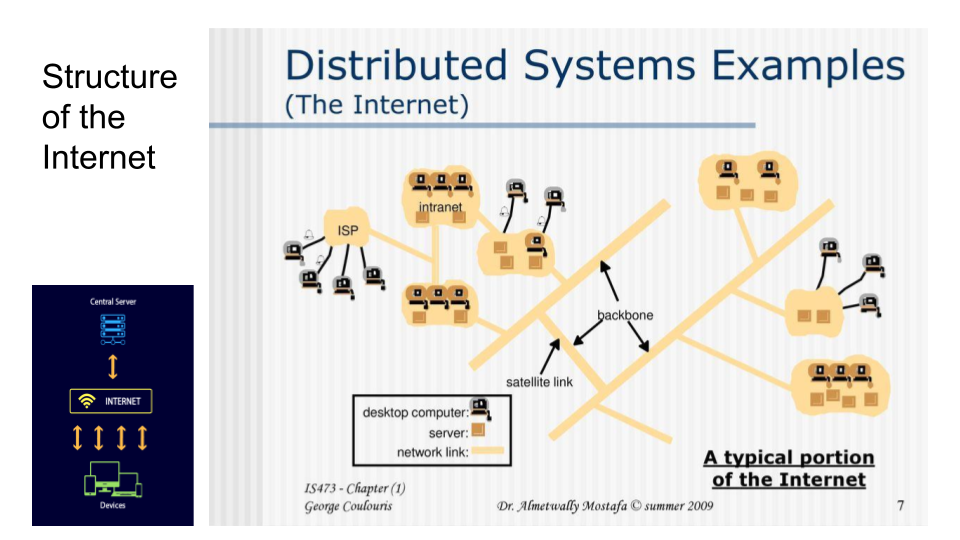 Structure
of the
Internet
Distributed Systems Examples
(The Internet)
intranet
ISP
backbone
satellite link
desktop computer:
server:
network link:
A typical portion
of the Internet
IS473 - Chapter (1)
George Coulouris
Dr. Almetwally Mostafa © summer 2009
7
Central Server
INTERNET
Devices